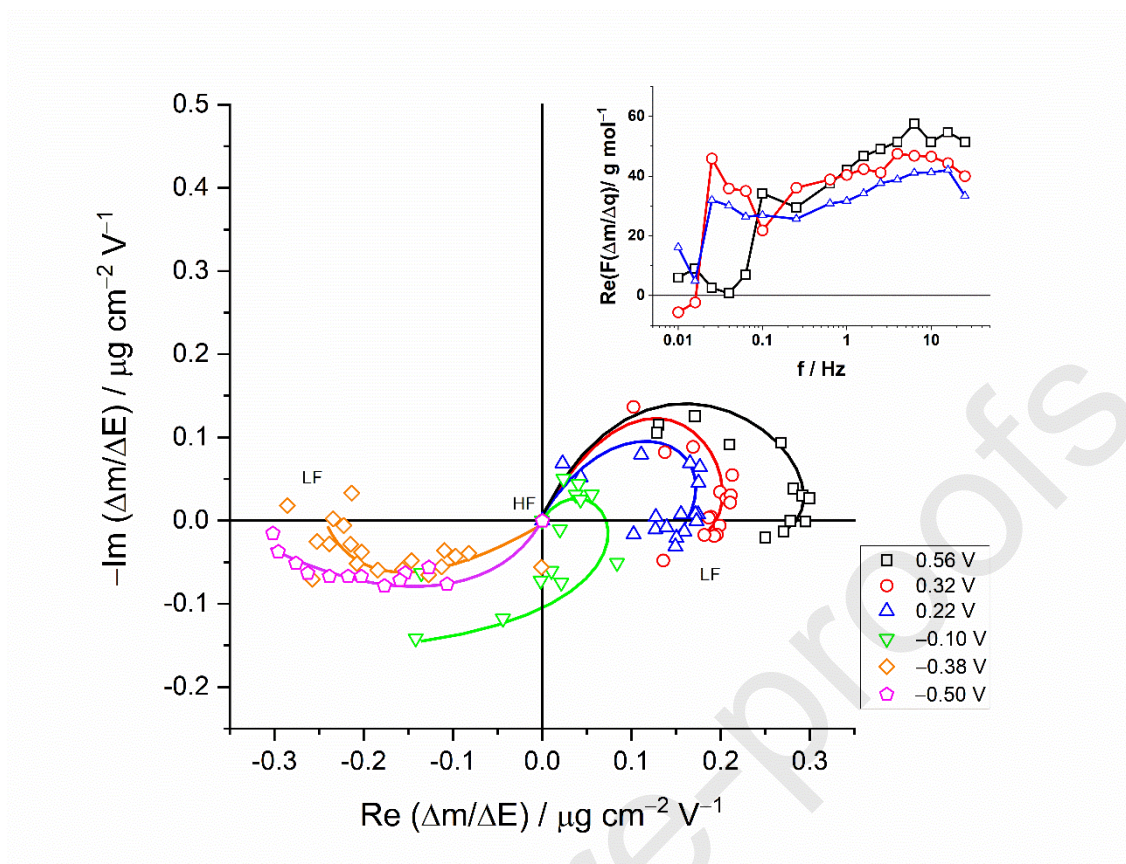 0.5
0.4
0.3
0.2
0.1
0.0
-0.1
-0.2
−Im (Δm/ΔE) / μg cm⁻² V⁻¹
-0.3
-0.2
-0.1
0.0
0.1
0.2
0.3
Re (Δm/ΔE) / μg cm⁻² V⁻¹
LF
HF
LF
60
40
20
0
Re(F(Δm/Δq)/ g mol⁻¹
0.01
0.1
1
10
f / Hz
0.56 V
0.32 V
0.22 V
−0.10 V
−0.38 V
−0.50 V
e-proofs